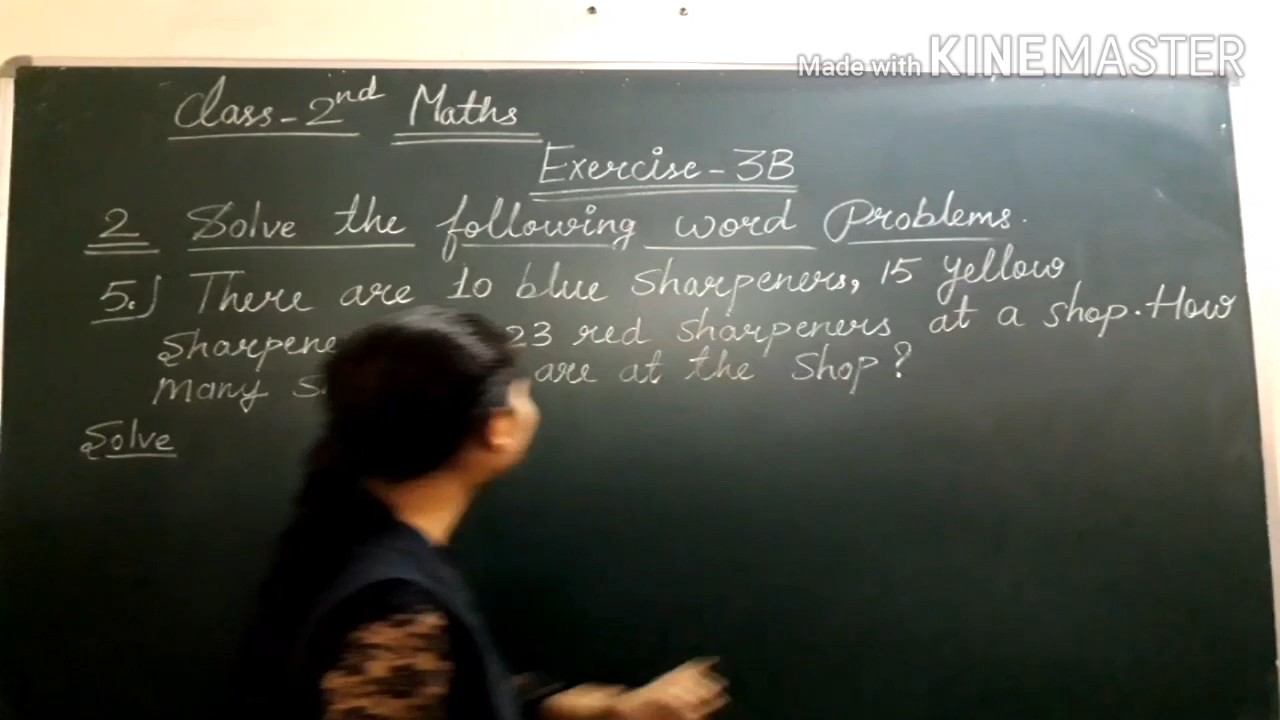 Made with KINEMASTER
Class-2nd Maths
Exercise-3B
2 Solve the following word Problems.
5.) There are 10 blue sharpeners, 15 yellow
23 red sharpeners at a shop. How
many are at the Shop?
Solve